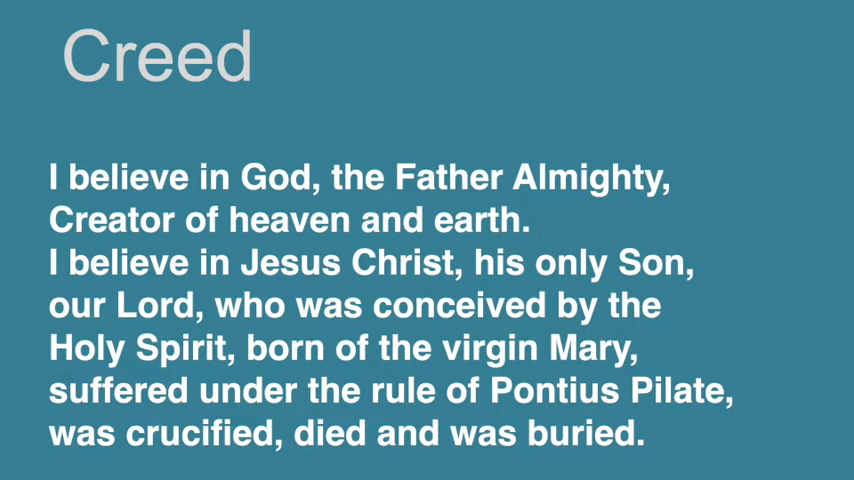 Creed
I believe in God, the Father Almighty,
Creator of heaven and earth.
I believe in Jesus Christ, his only Son,
our Lord, who was conceived by the
Holy Spirit, born of the virgin Mary,
suffered under the rule of Pontius Pilate,
was crucified, died and was buried.